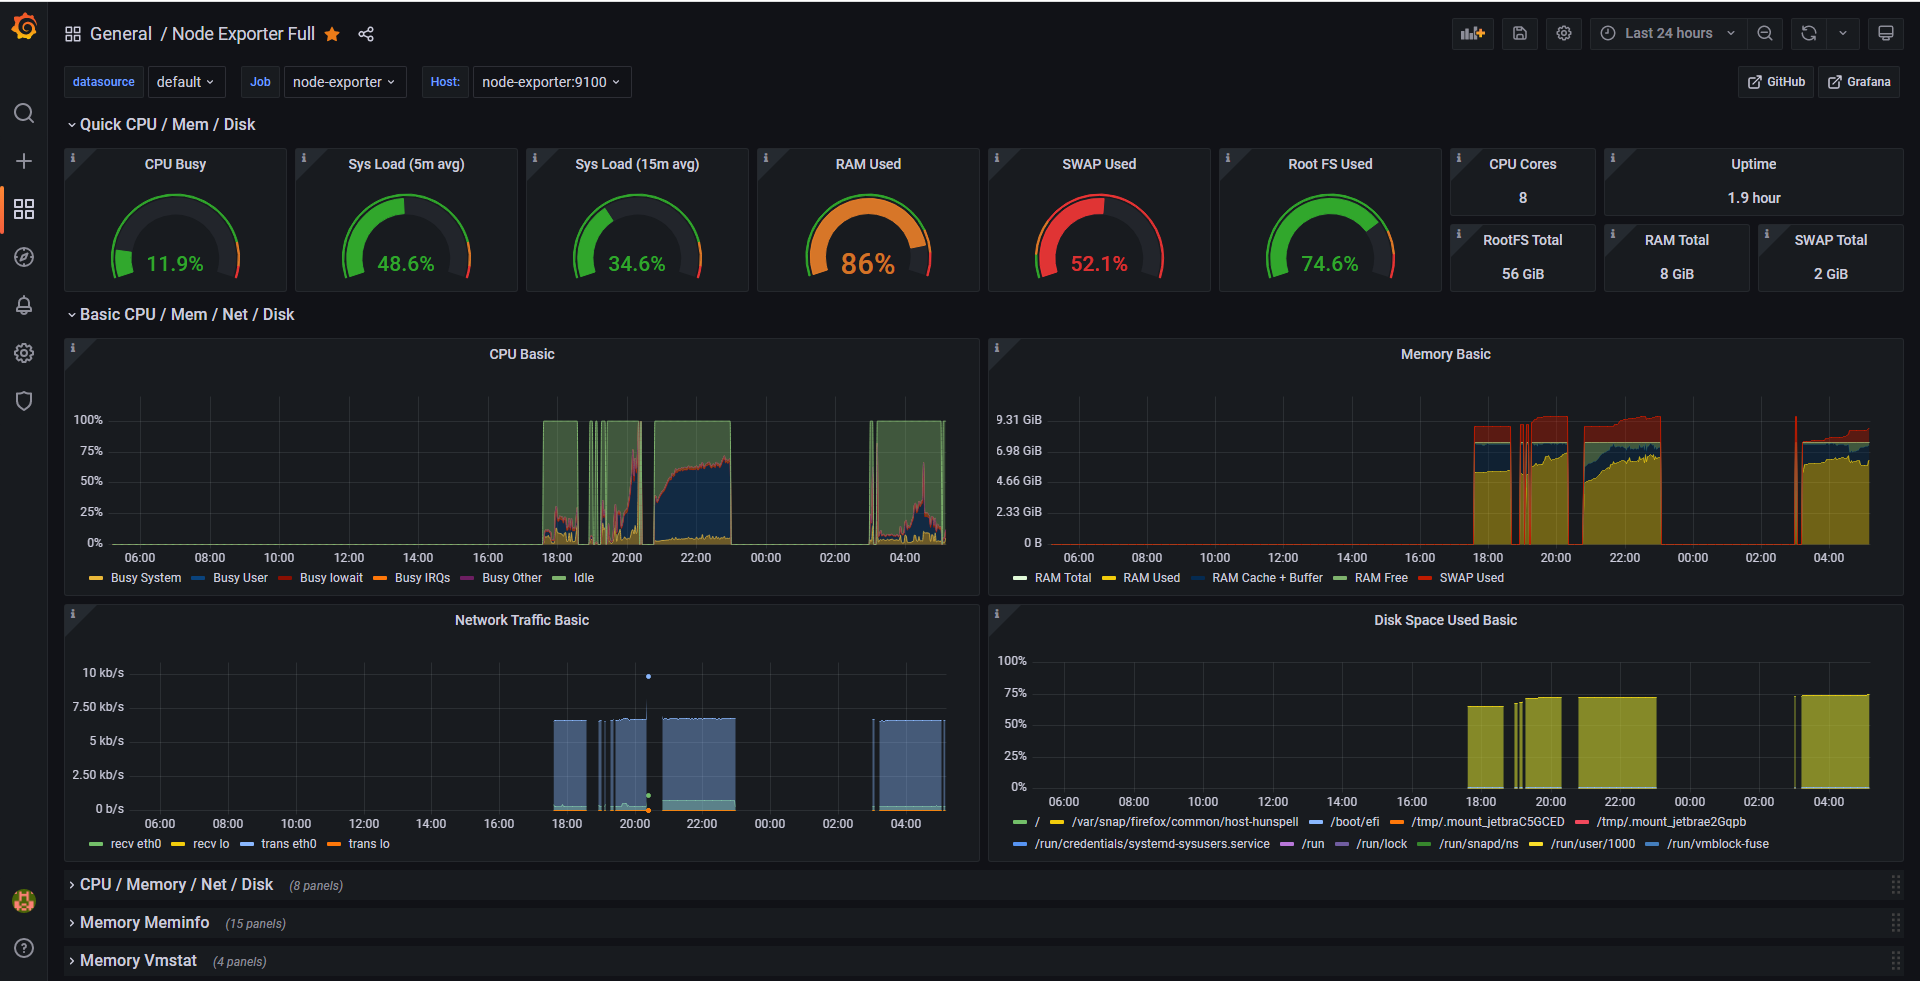 General / Node Exporter Full
Last 24 hours
datasource default Job node-exporter Host: node-exporter:9100 GitHub Grafana
Quick CPU / Mem / Disk
CPU Busy
11.9%
Sys Load (5m avg)
48.6%
Sys Load (15m avg)
34.6%
RAM Used
86%
SWAP Used
52.1%
Root FS Used
74.6%
CPU Cores
8
Uptime
1.9 hour
RootFS Total
56 GiB
RAM Total
8 GiB
SWAP Total
2 GiB
Basic CPU / Mem / Net / Disk
CPU Basic
100%
75%
50%
25%
0%
06:00 08:00 10:00 12:00 14:00 16:00 18:00 20:00 22:00 00:00 02:00 04:00
Busy System Busy User Busy Iowait Busy IRQs Busy Other Idle
Memory Basic
9.31 GiB
6.98 GiB
4.66 GiB
2.33 GiB
0 B
06:00 08:00 10:00 12:00 14:00 16:00 18:00 20:00 22:00 00:00 02:00 04:00
RAM Total RAM Used RAM Cache + Buffer RAM Free SWAP Used
Network Traffic Basic
10 kb/s
7.50 kb/s
5 kb/s
2.50 kb/s
0 b/s
06:00 08:00 10:00 12:00 14:00 16:00 18:00 20:00 22:00 00:00 02:00 04:00
recv eth0 recv lo trans eth0 trans lo
Disk Space Used Basic
100%
75%
50%
25%
0%
06:00 08:00 10:00 12:00 14:00 16:00 18:00 20:00 22:00 00:00 02:00 04:00
/ /var/snap/firefox/common/host-hunspell /boot/efi /tmp/.mount_jetbraC5GCED /tmp/.mount_jetbrae2Gqpb
/run/credentials/systemd-sysusers.service /run /run/lock /run/snapd/ns /run/user/1000 /run/vmblock-fuse
CPU / Memory / Net / Disk (8 panels)
Memory Meminfo (15 panels)
Memory Vmstat (4 panels)